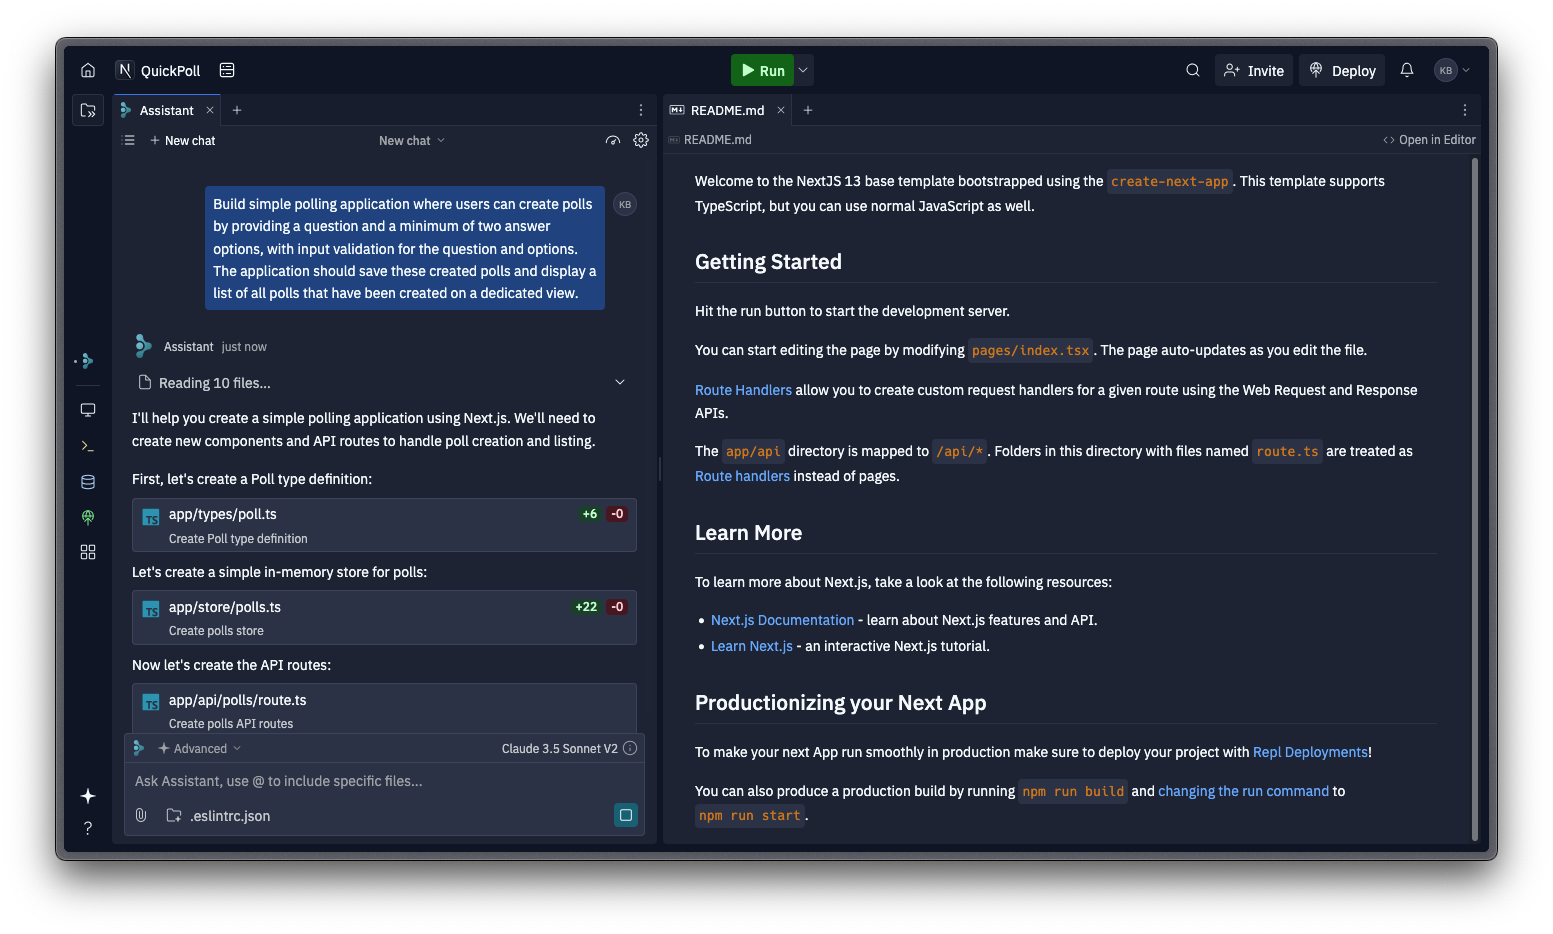 QuickPoll
Run
Invite
Deploy
KB
Assistant
New chat
New chat
Build simple polling application where users can create polls
by providing a question and a minimum of two answer
options, with input validation for the question and options.
The application should save these created polls and display a
list of all polls that have been created on a dedicated view.
KB
Assistant just now
Reading 10 files...
I'll help you create a simple polling application using Next.js. We'll need to
create new components and API routes to handle poll creation and listing.
First, let's create a Poll type definition:
TS app/types/poll.ts +6 -0
Create Poll type definition
Let's create a simple in-memory store for polls:
TS app/store/polls.ts +22 -0
Create polls store
Now let's create the API routes:
TS app/api/polls/route.ts
Create polls API routes
Advanced
Claude 3.5 Sonnet V2
Ask Assistant, use @ to include specific files...
.eslintrc.json
?
README.md
README.md
<> Open in Editor
Welcome to the NextJS 13 base template bootstrapped using the create-next-app. This template supports
TypeScript, but you can use normal JavaScript as well.
Getting Started
Hit the run button to start the development server.
You can start editing the page by modifying pages/index.tsx. The page auto-updates as you edit the file.
Route Handlers allow you to create custom request handlers for a given route using the Web Request and Response
APIs.
The app/api directory is mapped to /api/*. Folders in this directory with files named route.ts are treated as
Route handlers instead of pages.
Learn More
To learn more about Next.js, take a look at the following resources:
• Next.js Documentation - learn about Next.js features and API.
• Learn Next.js - an interactive Next.js tutorial.
Productionizing your Next App
To make your next App run smoothly in production make sure to deploy your project with Repl Deployments!
You can also produce a production build by running npm run build and changing the run command to
npm run start.